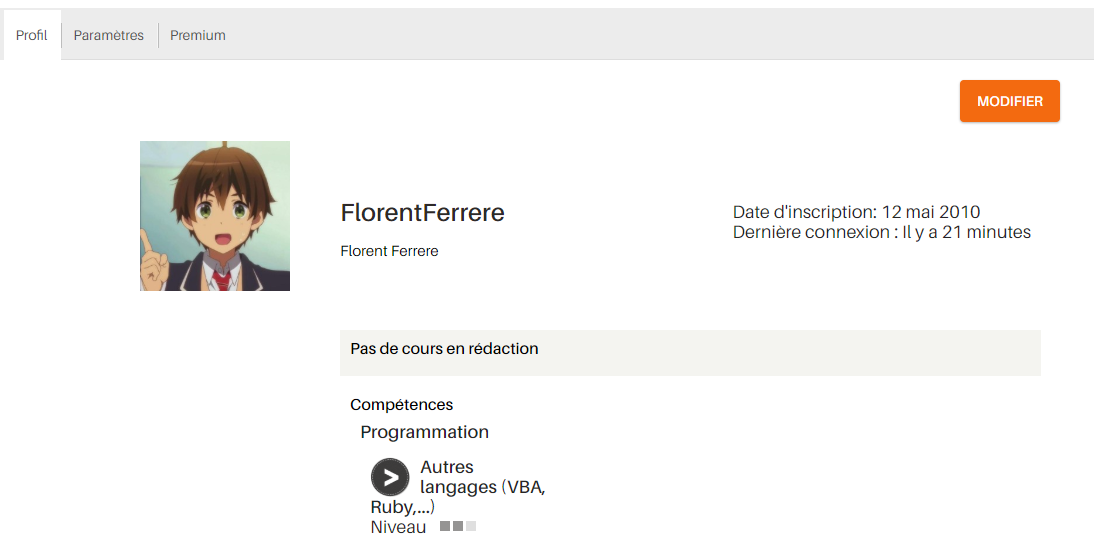 Profil
Paramètres
Premium
MODIFIER
FlorentFerrere
Florent Ferrere
Date d'inscription: 12 mai 2010
Dernière connexion : Il y a 21 minutes
Pas de cours en rédaction
Compétences
Programmation
>
Autres
langages (VBA,
Ruby,...)
Niveau